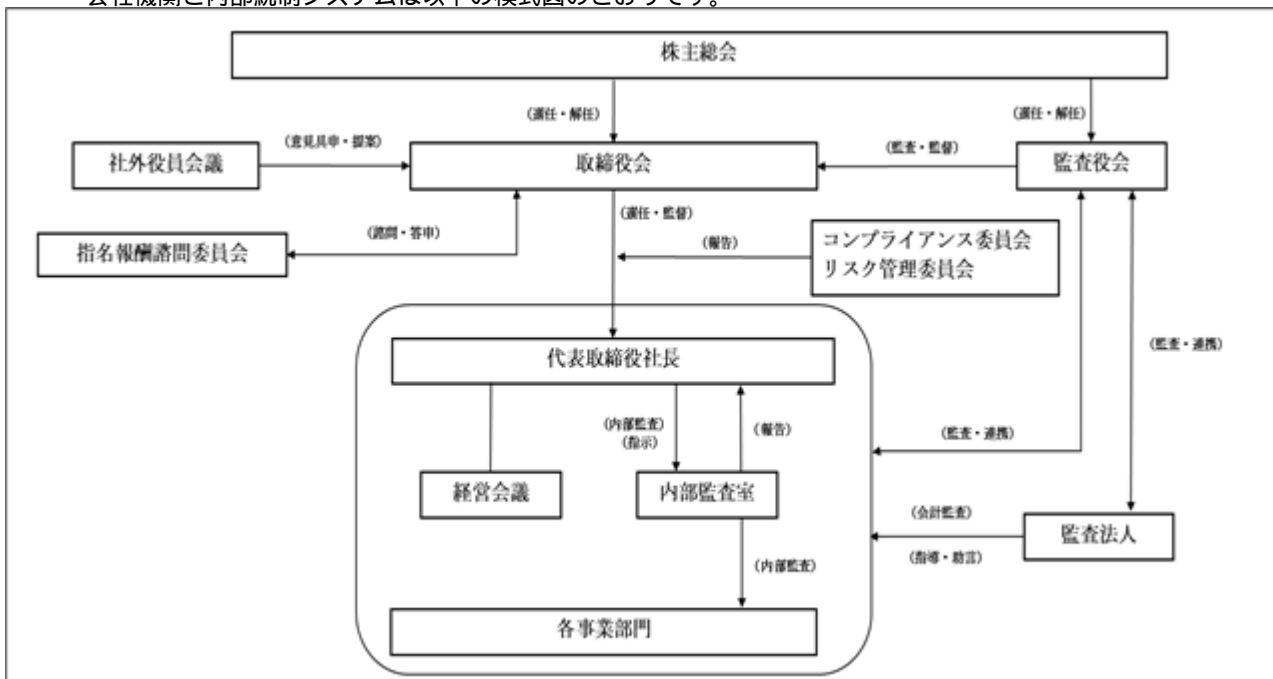 会社機関と内部統制システムは以下の模式図のとおりです。
株主総会
(選任・解任)
(選任・解任)
社外役員会議
(意見具申・提案)
取締役会
(監査・監督)
監査役会
(選任・監督)
指名報酬諮問委員会
(諮問・答申)
(報告)
コンプライアンス委員会
リスク管理委員会
代表取締役社長
(監査・連携)
(内部監査)
(指示)
(報告)
(監査・連携)
経営会議
内部監査室
(会計監査)
監査法人
(指導・助言)
(内部監査)
各事業部門